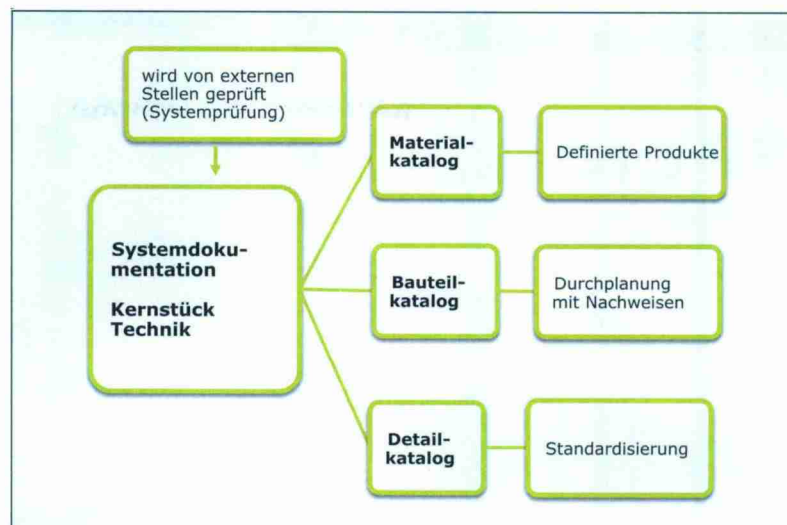 wird von externen
Stellen geprüft
(Systemprüfung)
Systemdoku-
mentation
Kernstück
Technik
Material-
katalog
Definierte Produkte
Bauteil-
katalog
Durchplanung
mit Nachweisen
Detail-
katalog
Standardisierung